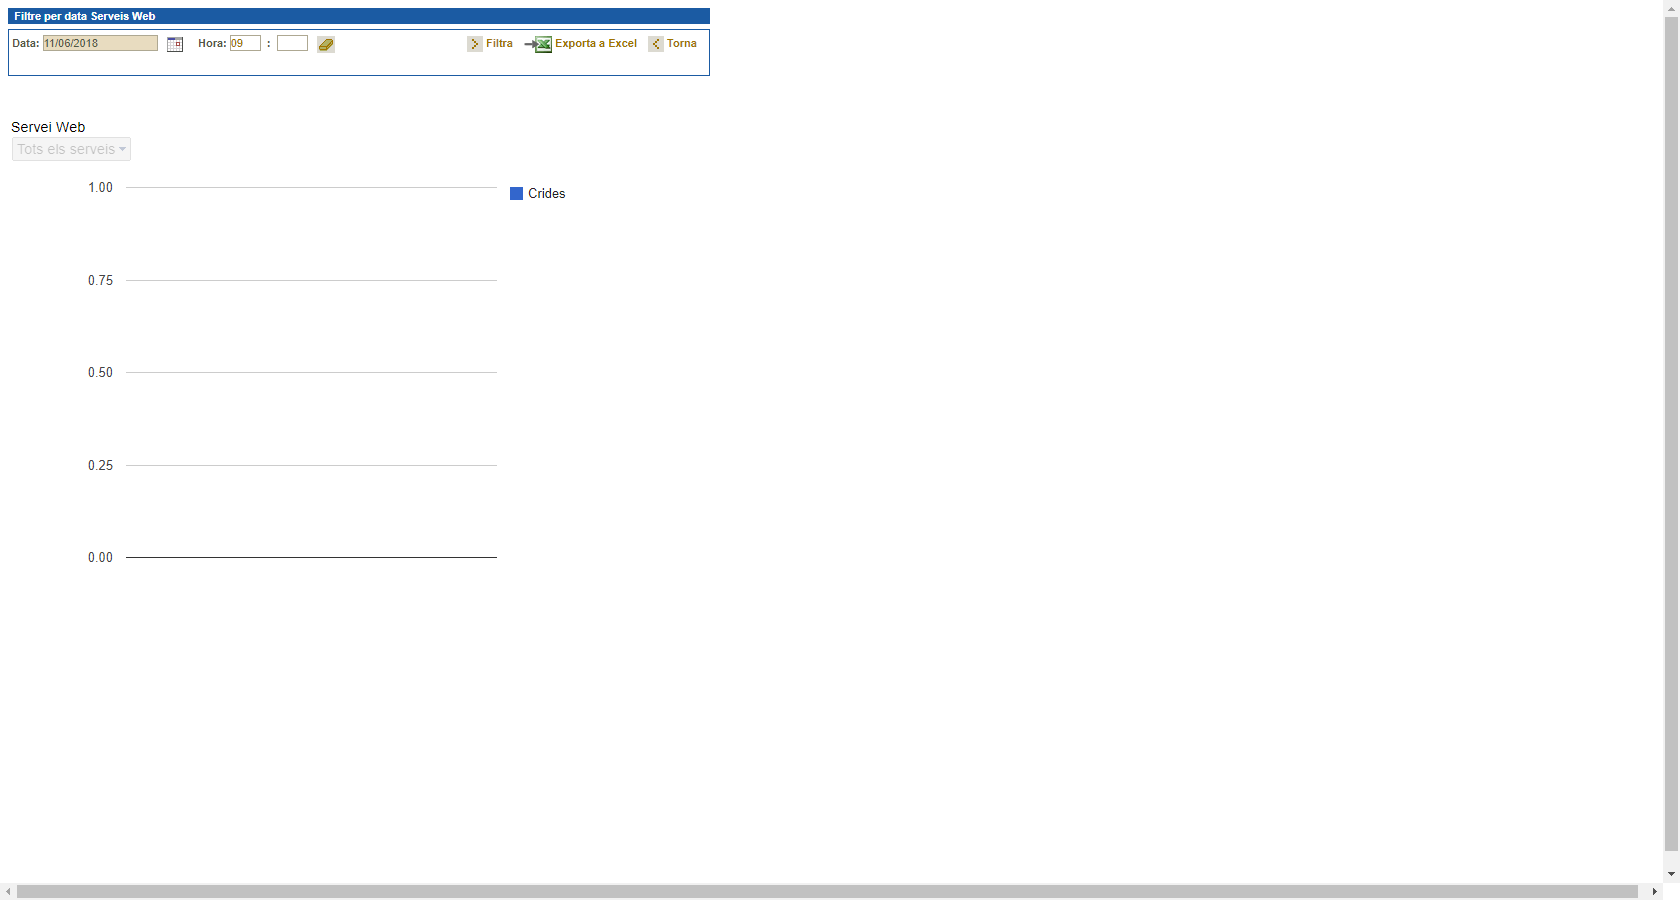 Filtre per data Serveis Web
Data: 11/06/2018 Hora: 09 : Filtra Exporta a Excel Torna
Servei Web
Tots els serveis
1.00
Crides
0.75
0.50
0.25
0.00